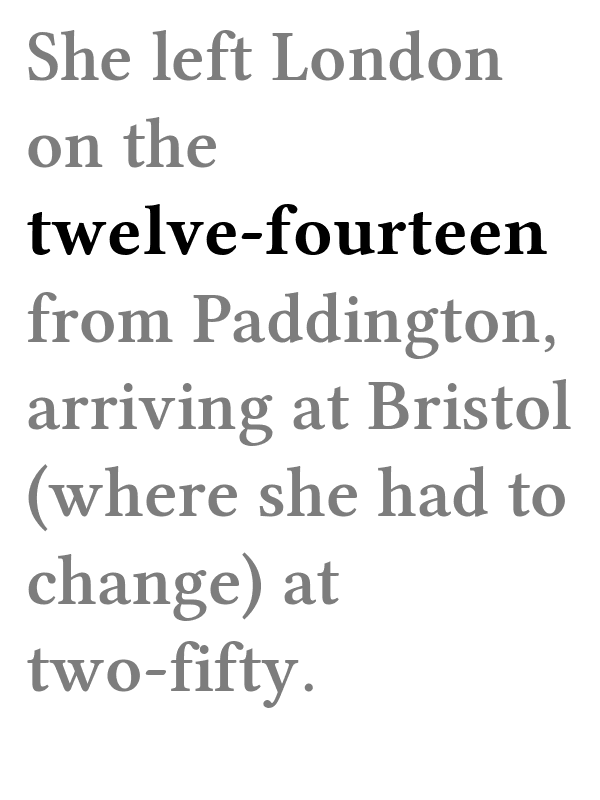 She left London
on the
twelve-fourteen
from Paddington,
arriving at Bristol
(where she had to
change) at
two-fifty.